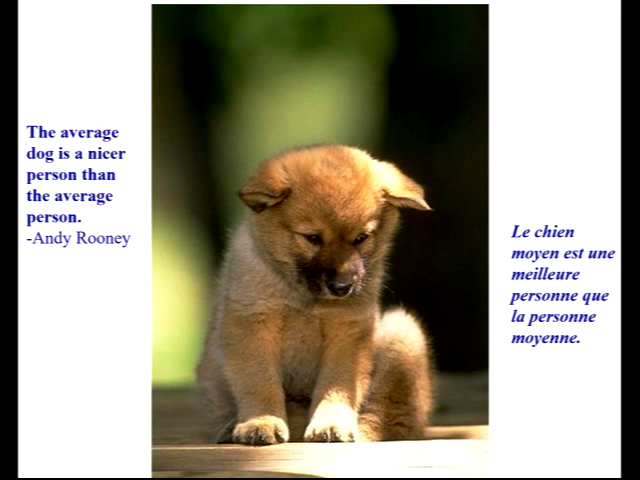 The average
dog is a nicer
person than
the average
person.
-Andy Rooney
Le chien
moyen est une
meilleure
personne que
la personne
moyenne.